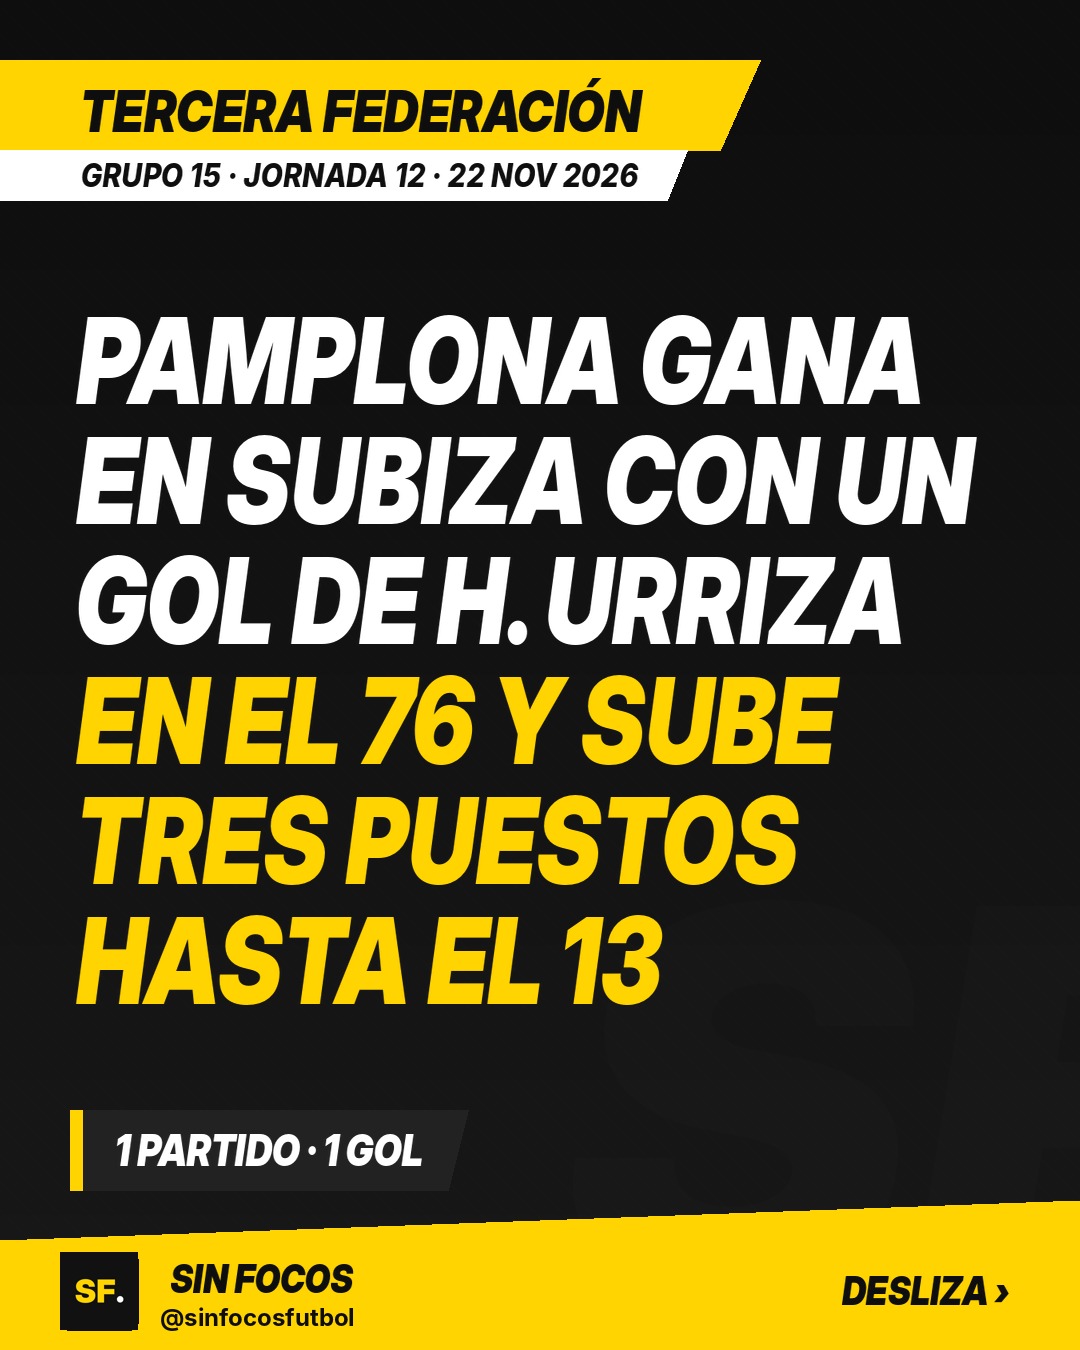 TERCERA FEDERACIÓN
GRUPO 15 · JORNADA 12 · 22 NOV 2026
PAMPLONA GANA
EN SUBIZA CON UN
GOL DE H. URRIZA
EN EL 76 Y SUBE
TRES PUESTOS
HASTA EL 13
1 PARTIDO · 1 GOL
SF.
SIN FOCOS
@sinfocosfutbol
DESLIZA ›